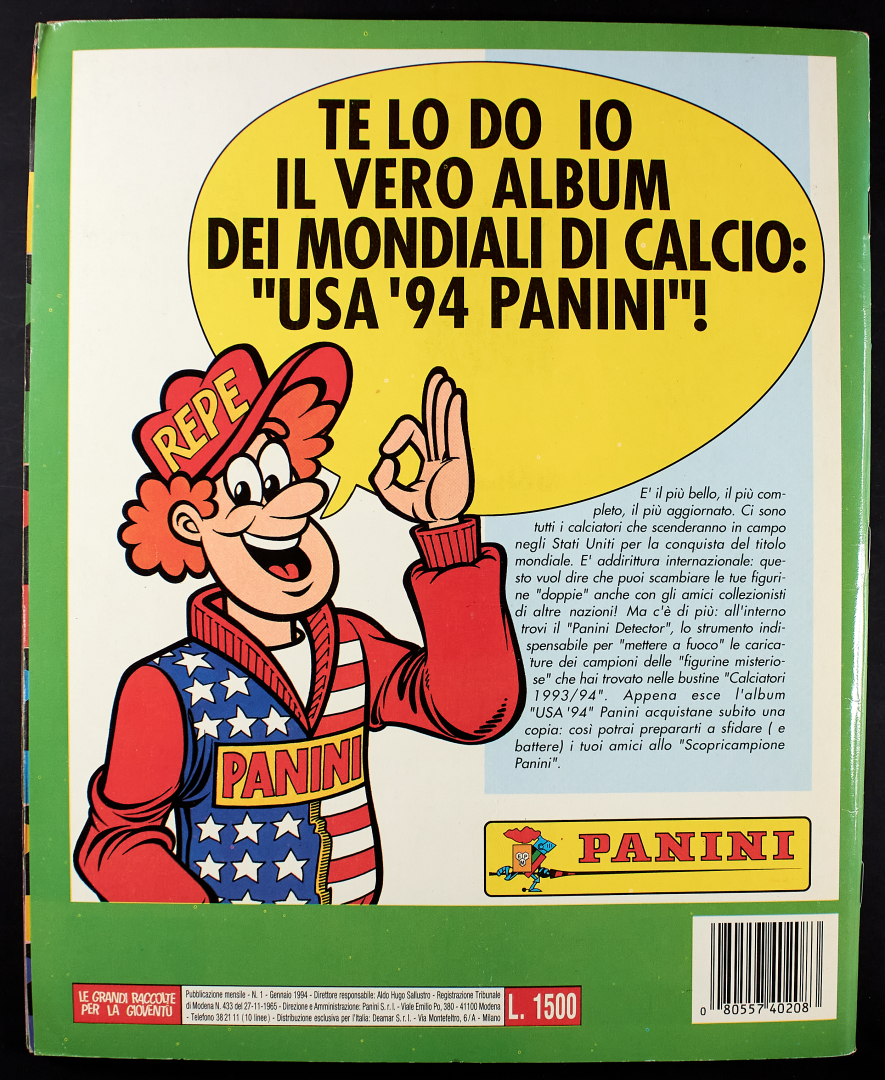 TE LO DO IO
IL VERO ALBUM
DEI MONDIALI DI CALCIO:
"USA '94 PANINI"!
REPE
PANINI
E' il più bello, il più com-
pleto, il più aggiornato. Ci sono
tutti i calciatori che scenderanno in campo
negli Stati Uniti per la conquista del titolo
mondiale. E' addirittura internazionale: que-
sto vuol dire che puoi scambiare le tue figuri-
ne "doppie" anche con gli amici collezionisti
di altre nazioni! Ma c'è di più: all'interno
trovi il "Panini Detector", lo strumento indi-
spensabile per "mettere a fuoco" le carica-
ture dei campioni delle "figurine misterio-
se" che hai trovato nelle bustine "Calciatori
1993/94". Appena esce l'album
"USA '94" Panini acquistane subito una
copia: così potrai prepararti a sfidare ( e
battere) i tuoi amici allo "Scopricampione
Panini".
PANINI
LE GRANDI RACCOLTE
PER LA GIOVENTÙ
Pubblicazione mensile - N. 1 - Gennaio 1994 - Direttore responsabile: Aldo Hugo Sallustro - Registrazione Tribunale
di Modena N. 433 del 27-11-1965 - Direzione e Amministrazione: Panini S.r.l. - Viale Emilio Po, 380 - 41100 Modena
- Telefono 38 21 11 (10 linee) - Distribuzione esclusiva per l'Italia: Deamar S.r.l. - Via Montefeltro, 6/A - Milano
L. 1500
0 80557 40208